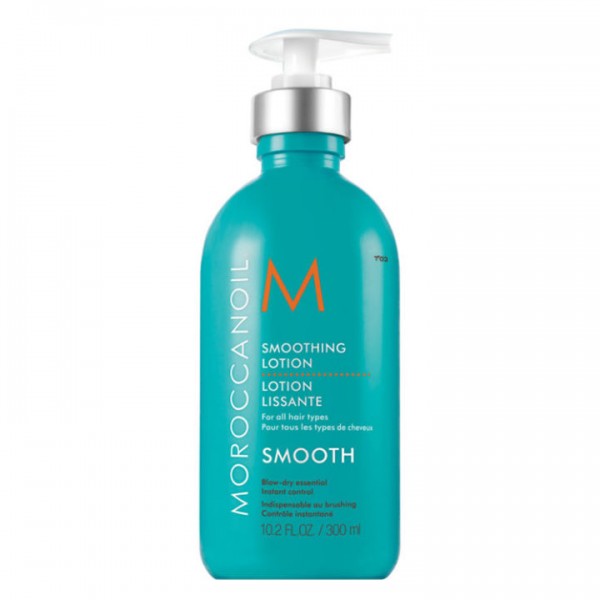 MOROCCANOIL
M
SMOOTHING
LOTION
LOTION
LISSANTE
For all hair types
Pour tous les types de cheveux
SMOOTH
Blow-dry essential
Instant control
Indispensable au brushing
Contrôle instantané
10.2 FL.OZ. / 300 ml